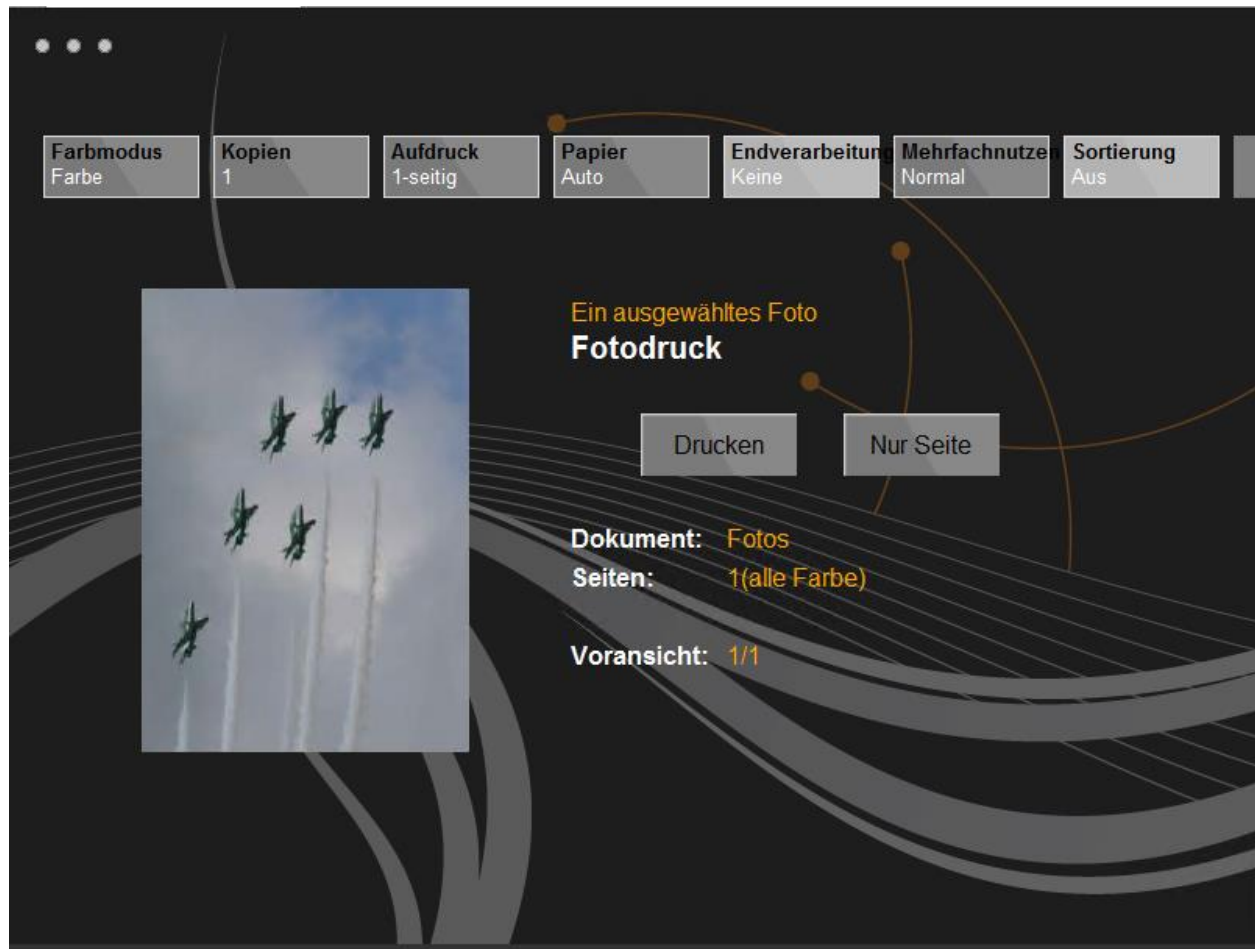 Farbmodus
Farbe
Kopien
1
Aufdruck
1-seitig
Papier
Auto
Endverarbeitung
Keine
Mehrfachnutzen
Normal
Sortierung
Aus
Ein ausgewähltes Foto
Fotodruck
Drucken
Nur Seite
Dokument: Fotos
Seiten: 1(alle Farbe)
Voransicht: 1/1